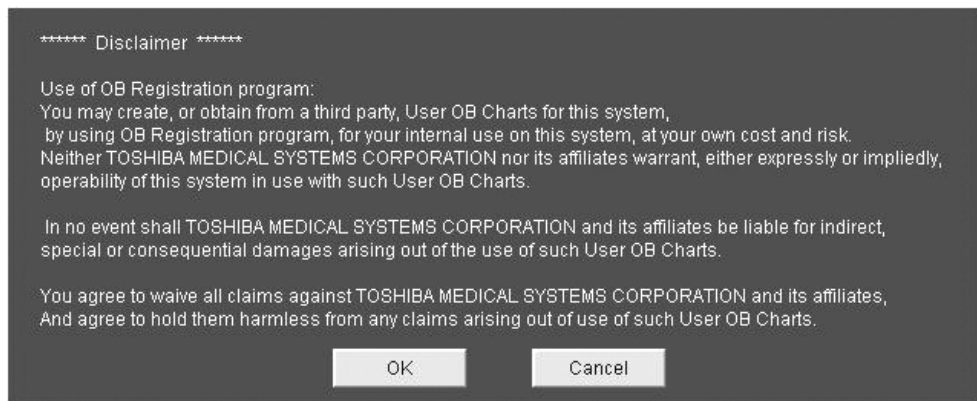 ****** Disclaimer ******
Use of OB Registration program:
You may create, or obtain from a third party, User OB Charts for this system,
by using OB Registration program, for your internal use on this system, at your own cost and risk.
Neither TOSHIBA MEDICAL SYSTEMS CORPORATION nor its affiliates warrant, either expressly or impliedly,
operability of this system in use with such User OB Charts.
In no event shall TOSHIBA MEDICAL SYSTEMS CORPORATION and its affiliates be liable for indirect,
special or consequential damages arising out of the use of such User OB Charts.
You agree to waive all claims against TOSHIBA MEDICAL SYSTEMS CORPORATION and its affiliates,
And agree to hold them harmless from any claims arising out of use of such User OB Charts.
OK Cancel